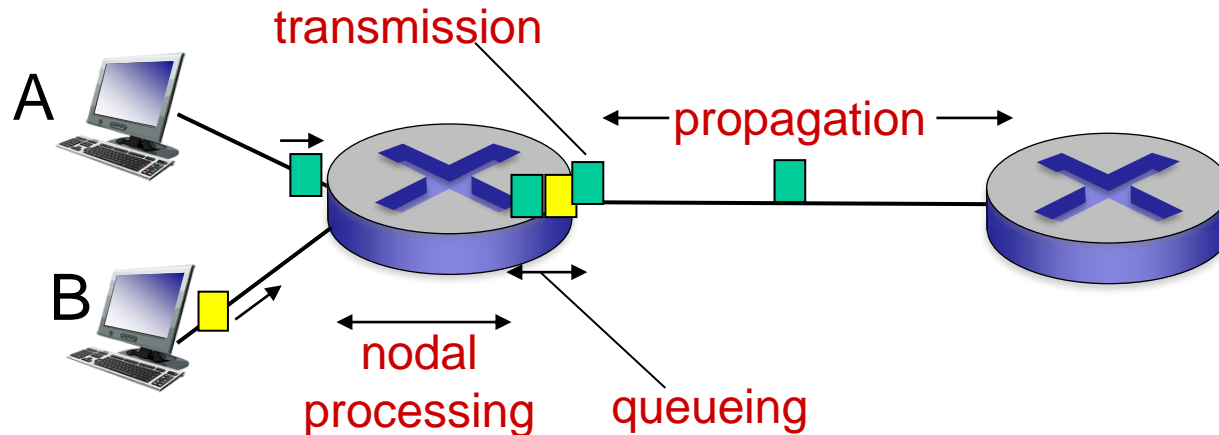 transmission
A
propagation
B
nodal
processing
queueing